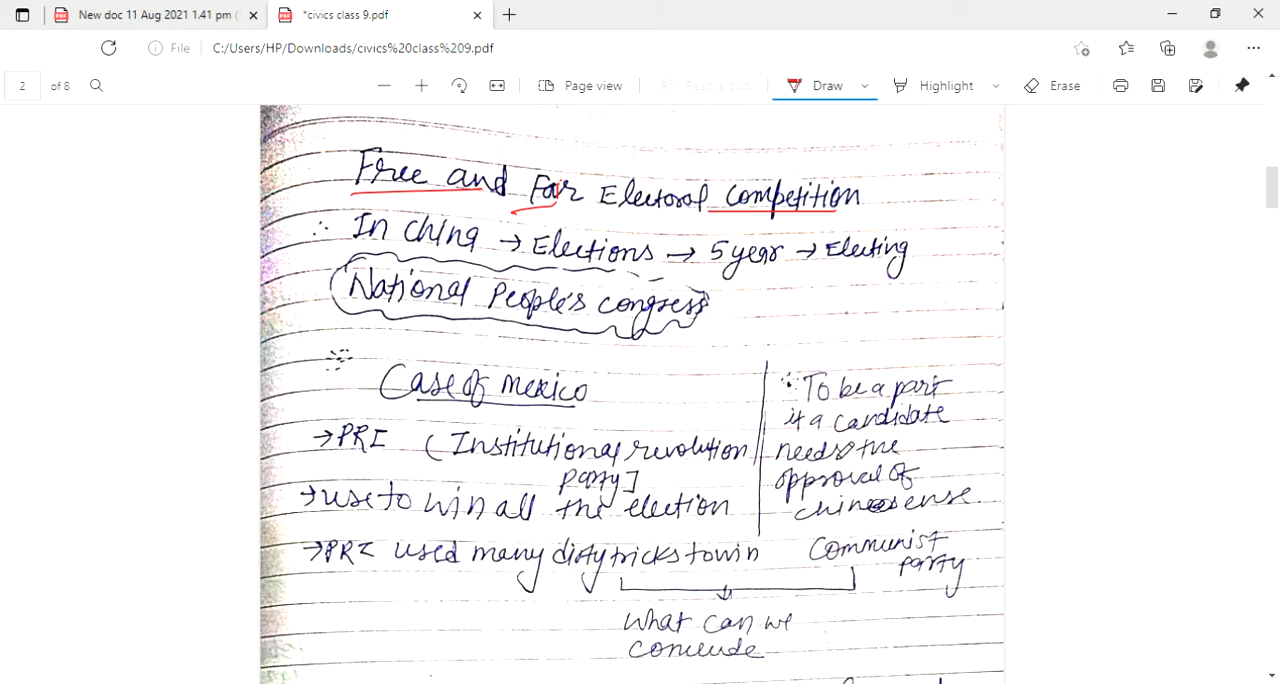 New doc 11 Aug 2021 1.41 pm (
*civics class 9.pdf
File
C:/Users/HP/Downloads/civics%20class%209.pdf
2 of 8
Page view
Draw
Highlight
Erase
Free and Fair Electoral competition
∴ In china → Elections → 5 year → Electing
National People's congress
Case of mexico
→ PRI (Institutional revolution
party]
→ use to win all the election
→ PRI used many dirty tricks to win
∴ To be a part
it a candidate
needs the
approval of
Communist
party
what can we
conclude